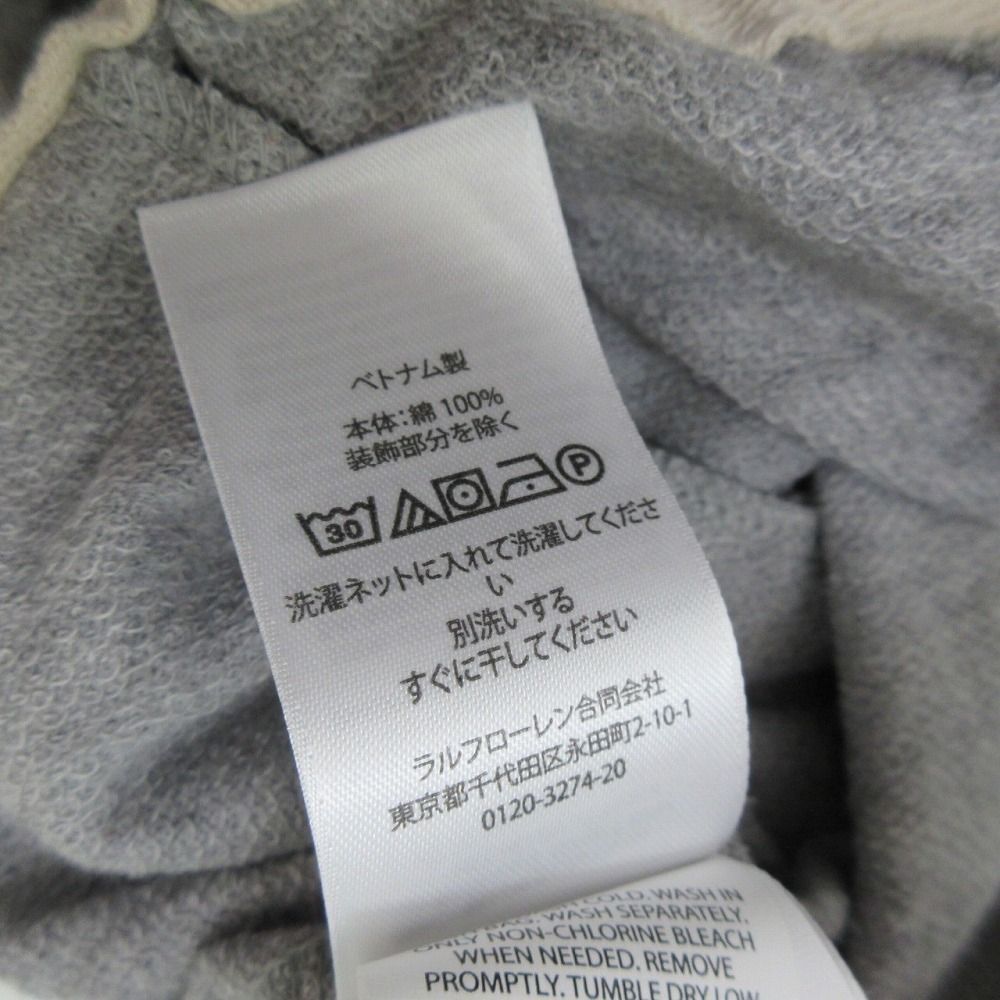 ベトナム製
本体：綿 100%
装飾部分を除く
30
P
洗濯ネットに入れて洗濯してくださ
い
別洗いする
すぐに干してください
ラルフローレン合同会社
東京都千代田区永田町2-10-1
0120-3274-20
COLD. WASH IN
WASH SEPARATELY.
ONLY NON-CHLORINE BLEACH
WHEN NEEDED. REMOVE
PROMPTLY. TUMBLE DRY LOW